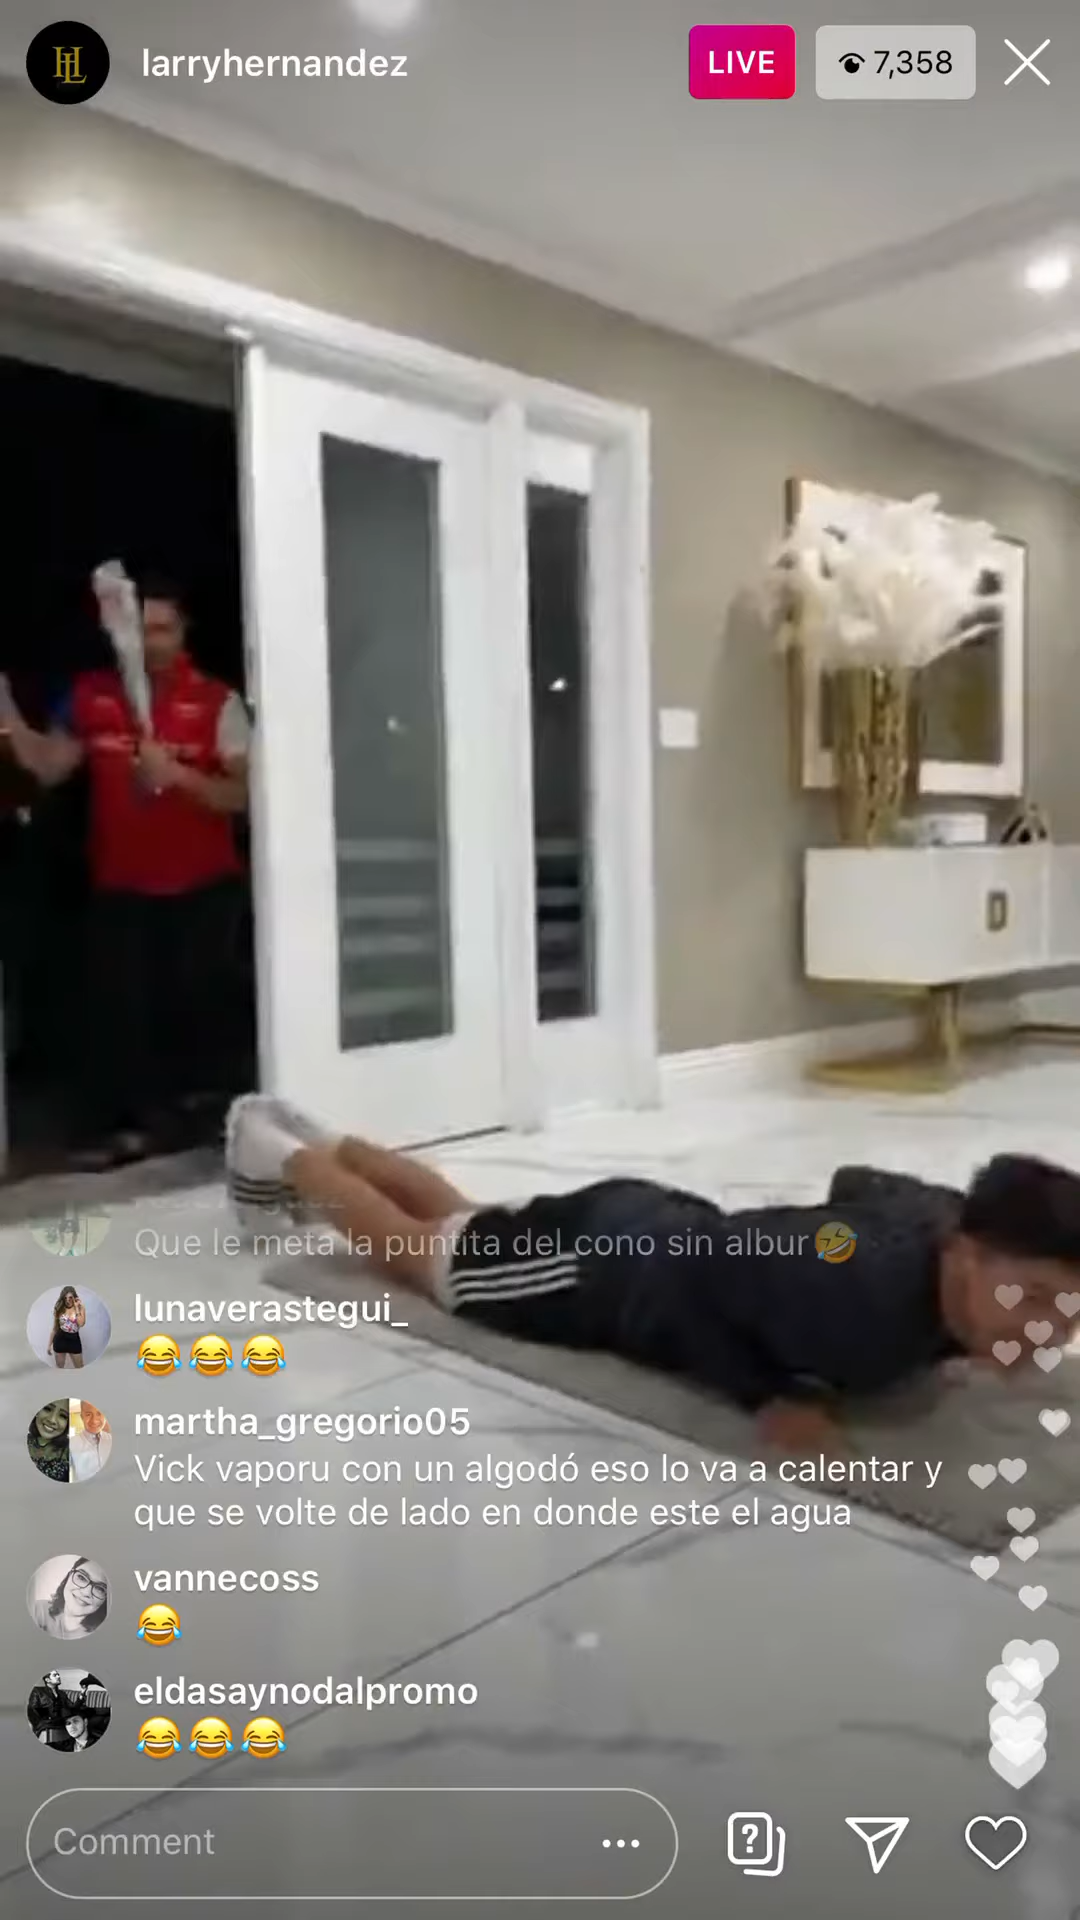 HL
larryhernandez
LIVE
7,358
Que le meta la puntita del cono sin albur🤣
lunaverastegui_
😂😂😂
martha_gregorio05
Vick vaporu con un algodó eso lo va a calentar y
que se volte de lado en donde este el agua
vannecoss
😂
eldasaynodalpromo
😂😂😂
Comment